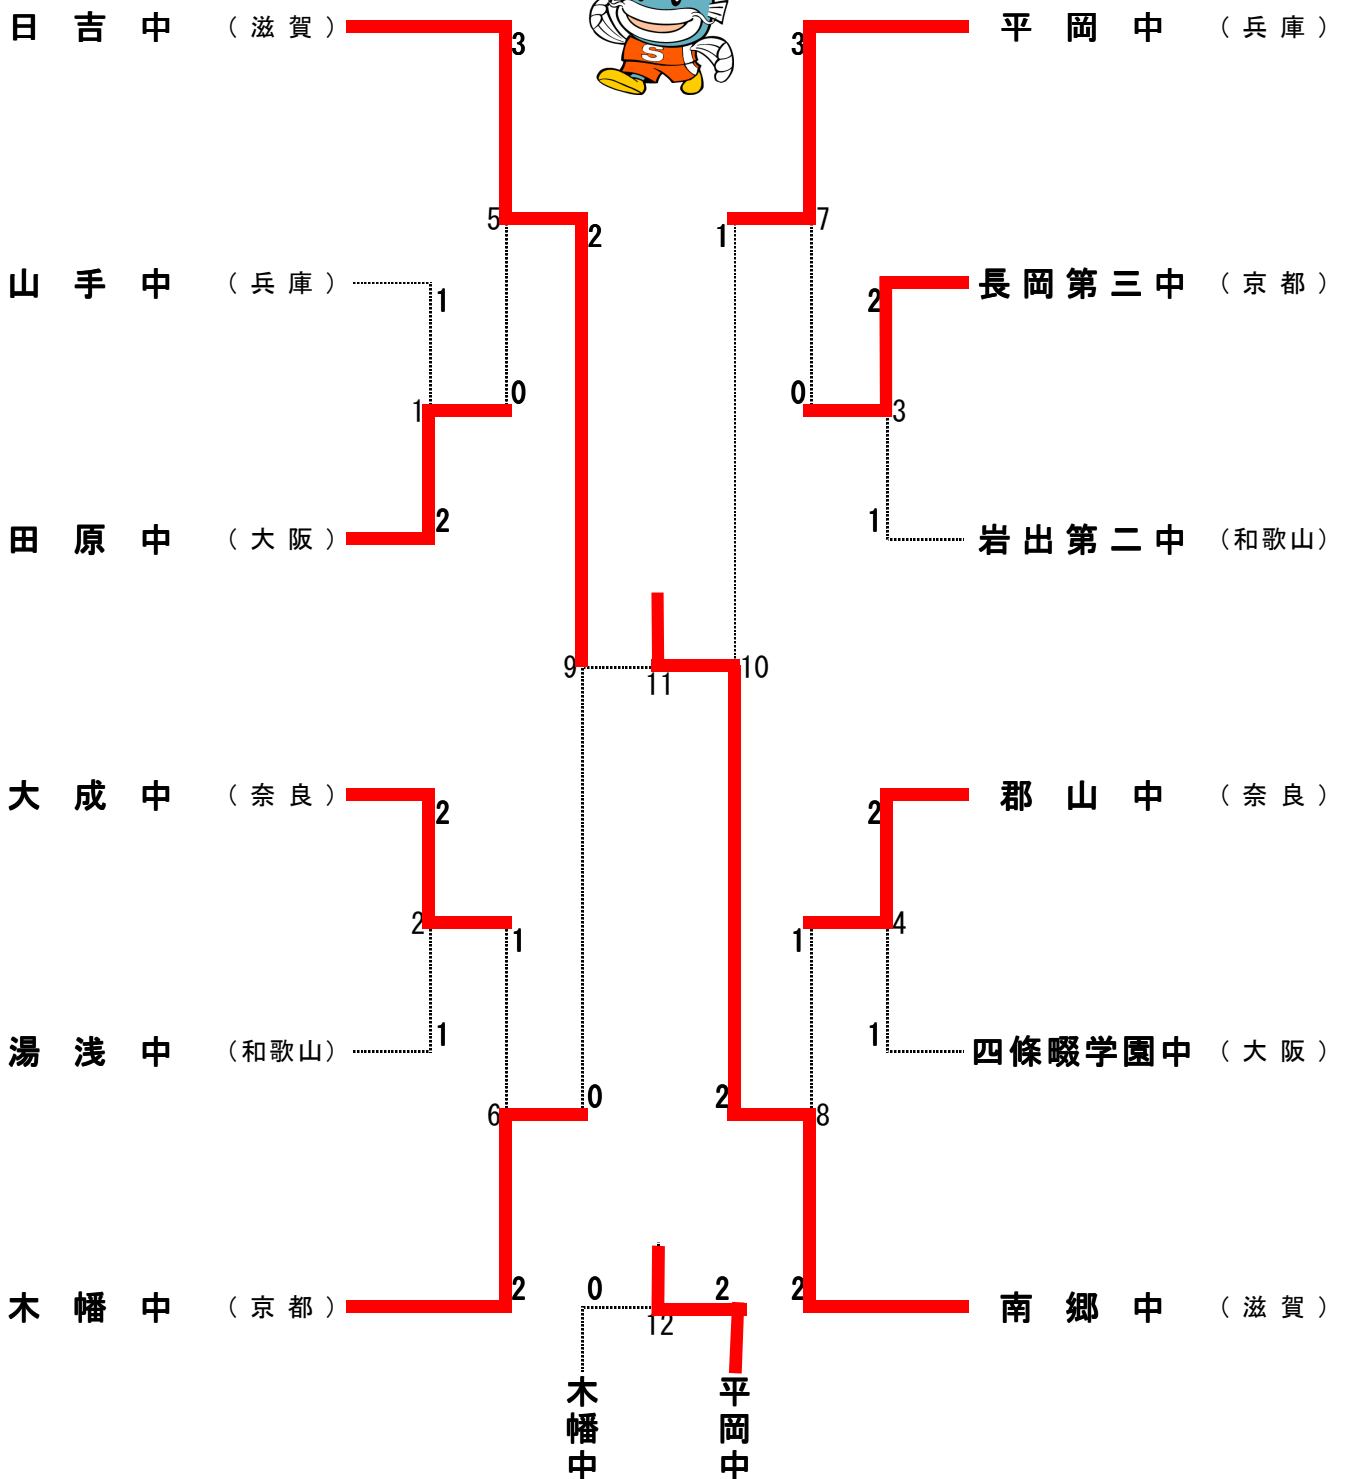 日吉中 （滋賀） 3 3 平岡中 （兵庫）
S
5 2 1 7
山手中 （兵庫） 1 2 長岡第三中 （京都）
1 0 0 3
田原中 （大阪） 2 1 岩出第二中 （和歌山）
9 11 10
大成中 （奈良） 2 2 郡山中 （奈良）
2 1 1 4
湯浅中 （和歌山） 1 1 四條畷学園中 （大阪）
6 0 2 8
木幡中 （京都） 2 0 2 2 南郷中 （滋賀）
12
木幡中
平岡中